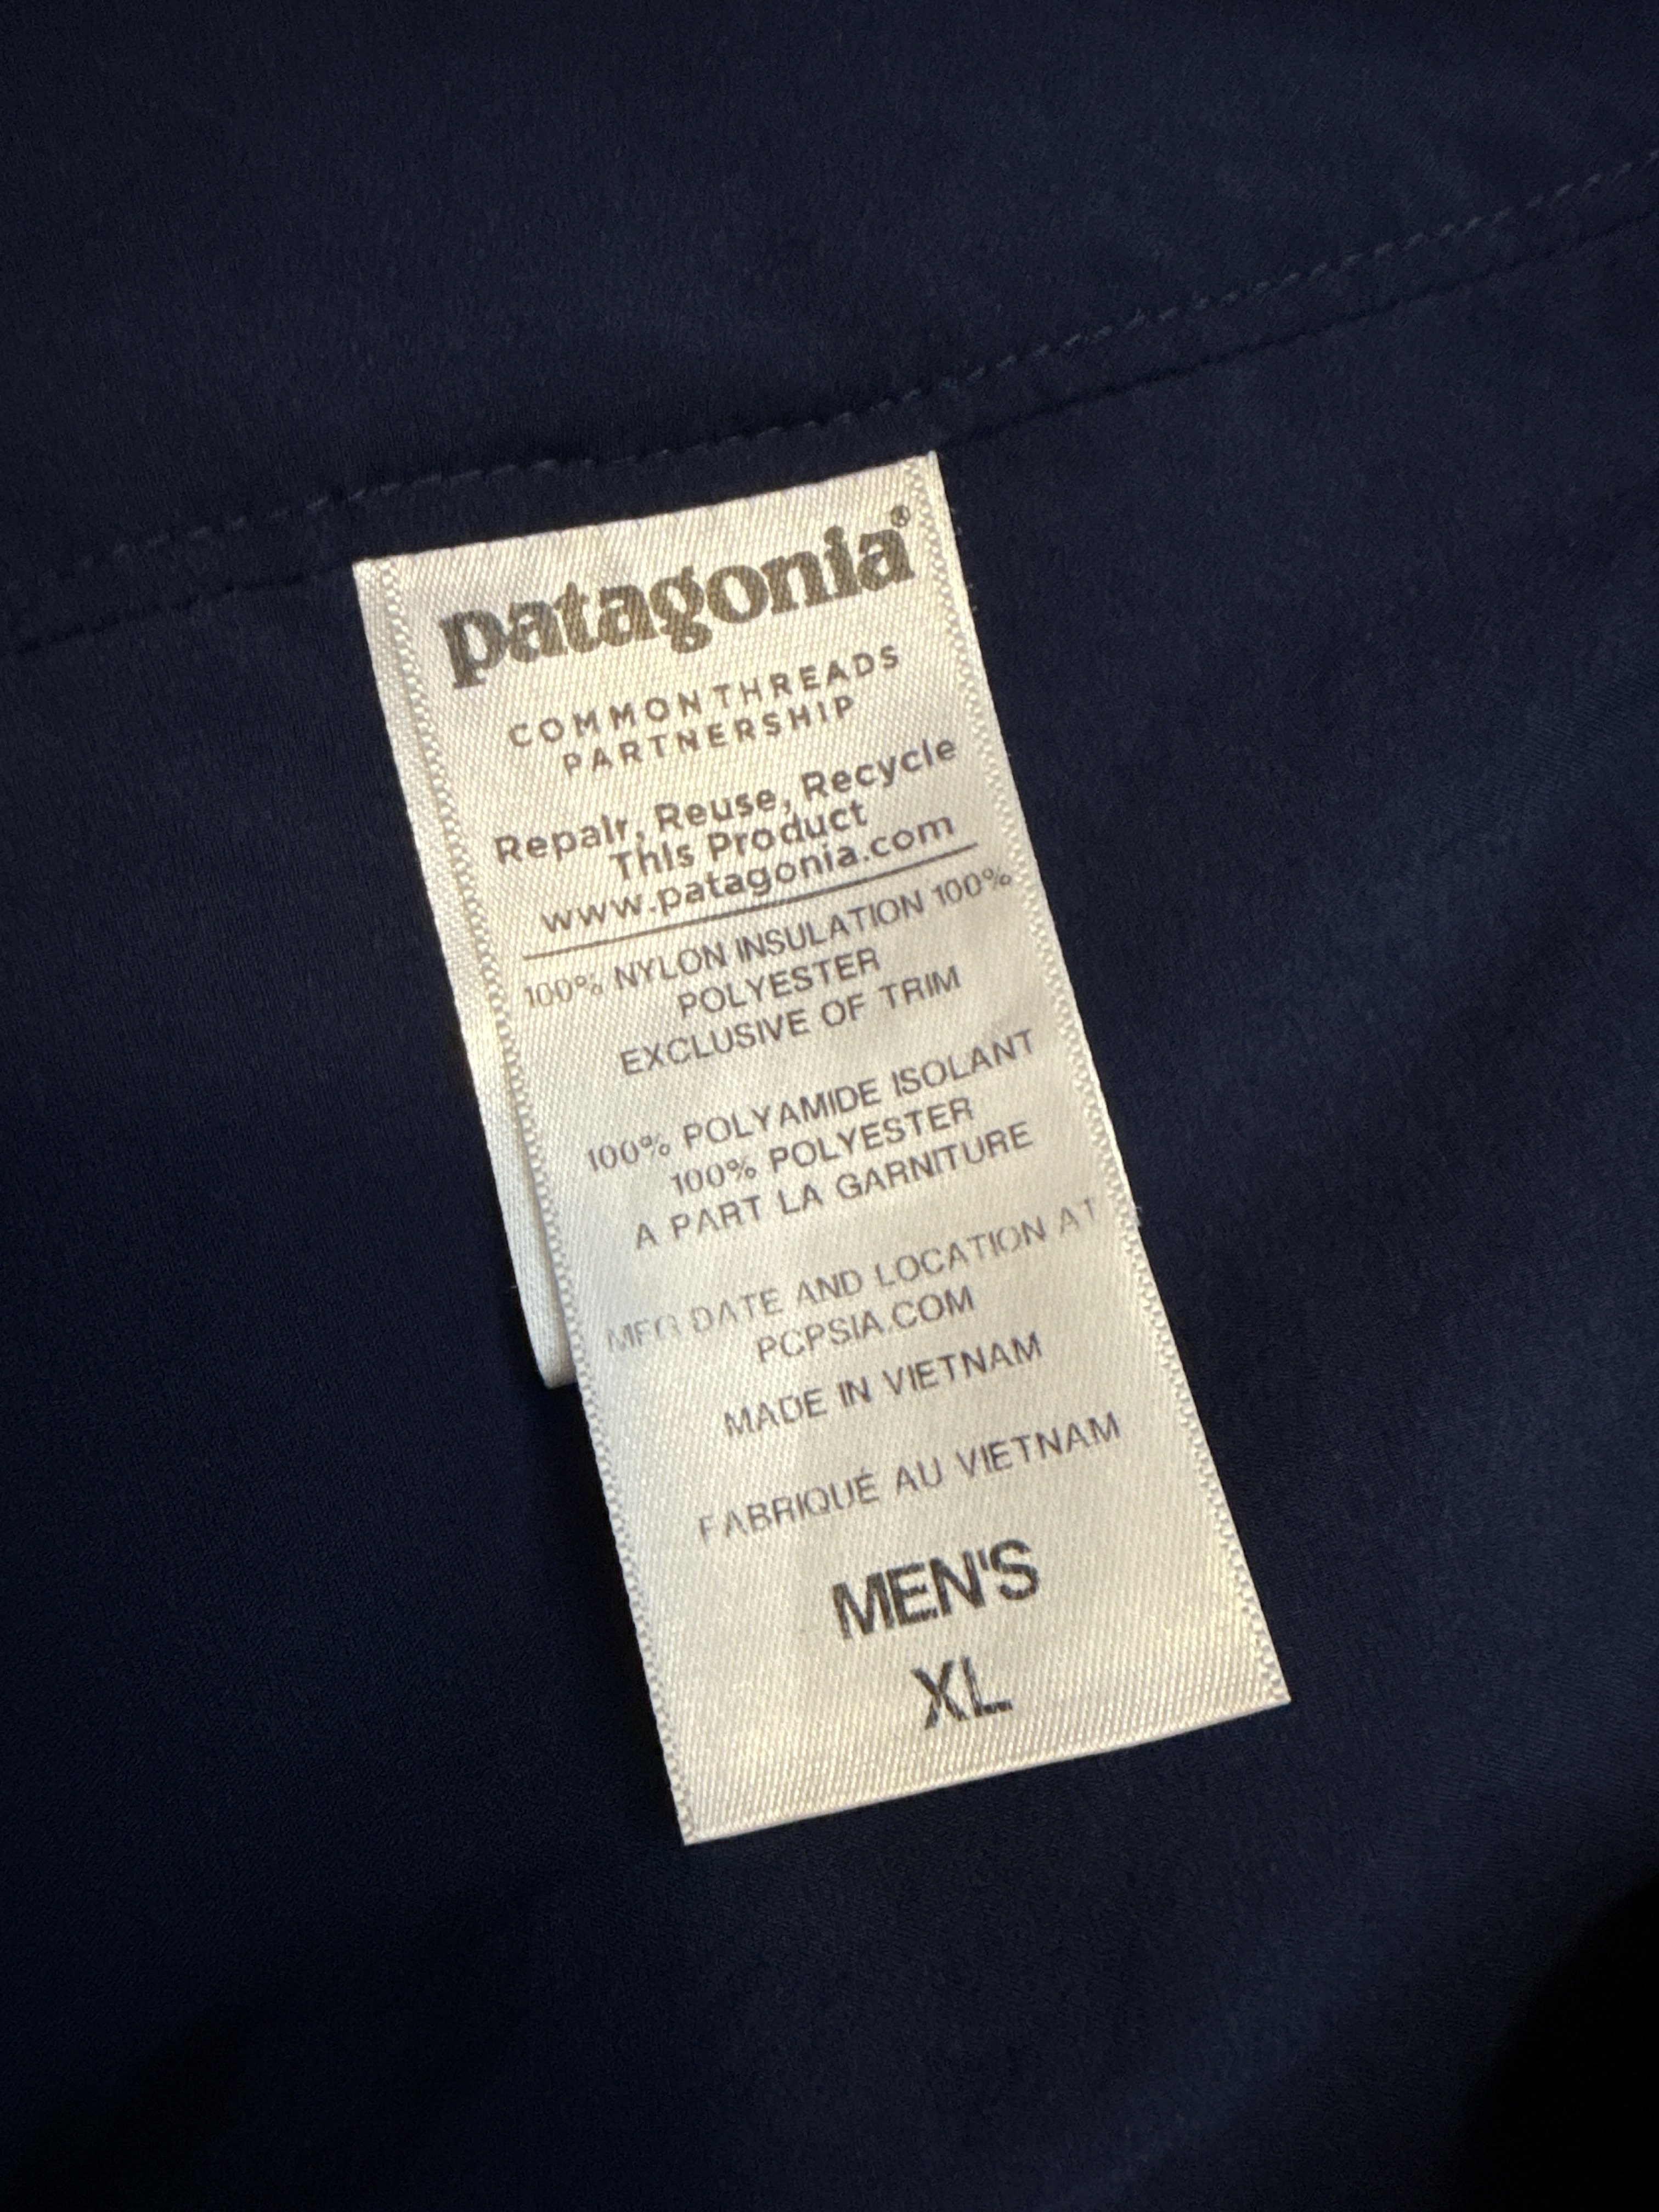 patagonia®
COMMON THREADS
PARTNERSHIP
Repair, Reuse, Recycle
This Product
www.patagonia.com
100% NYLON INSULATION 100%
POLYESTER
EXCLUSIVE OF TRIM
100% POLYAMIDE ISOLANT
100% POLYESTER
A PART LA GARNITURE
MFG DATE AND LOCATION AT
PCPSIA.COM
MADE IN VIETNAM
FABRIQUÉ AU VIETNAM
MEN'S
XL